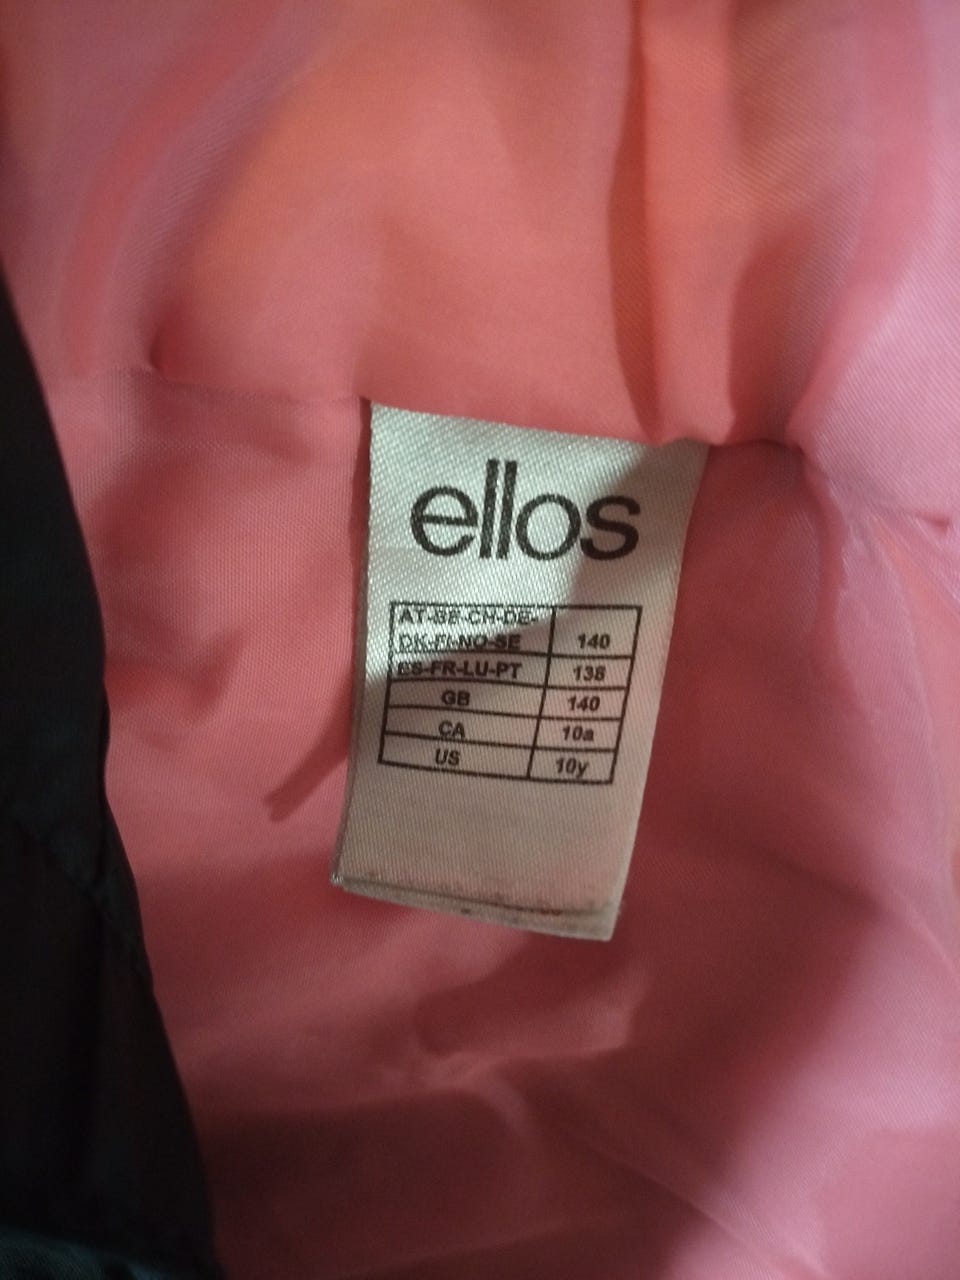 ellos
AT-BE-CH-DE-
DK-FI-NO-SE 140
ES-FR-LU-PT 138
GB 140
CA 10a
US 10y